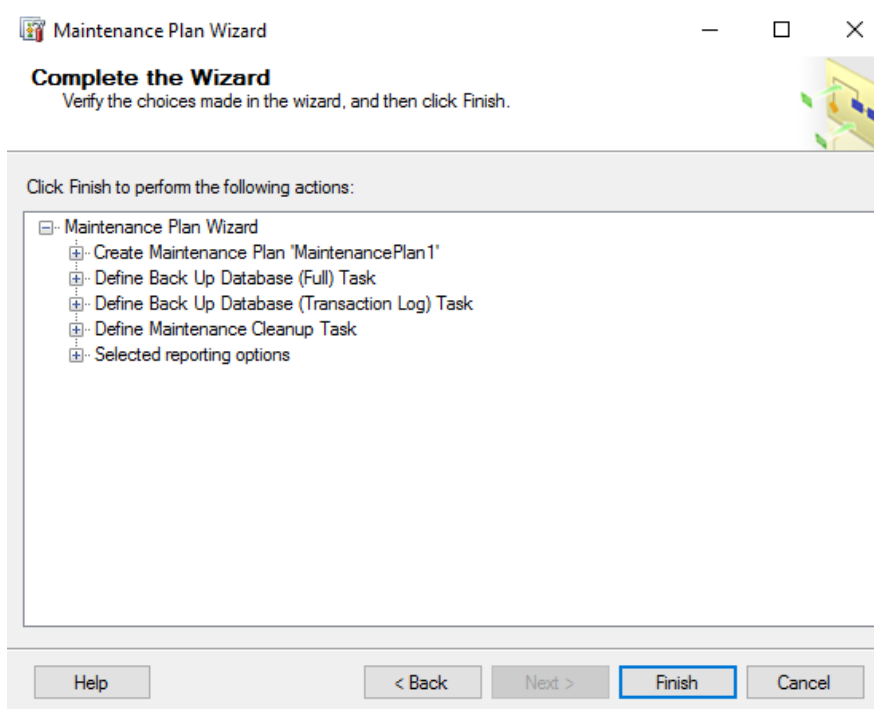 Maintenance Plan Wizard
Complete the Wizard
Verify the choices made in the wizard, and then click Finish.
Click Finish to perform the following actions:
Maintenance Plan Wizard
Create Maintenance Plan 'MaintenancePlan1'
Define Back Up Database (Full) Task
Define Back Up Database (Transaction Log) Task
Define Maintenance Cleanup Task
Selected reporting options
Help
< Back
Next >
Finish
Cancel